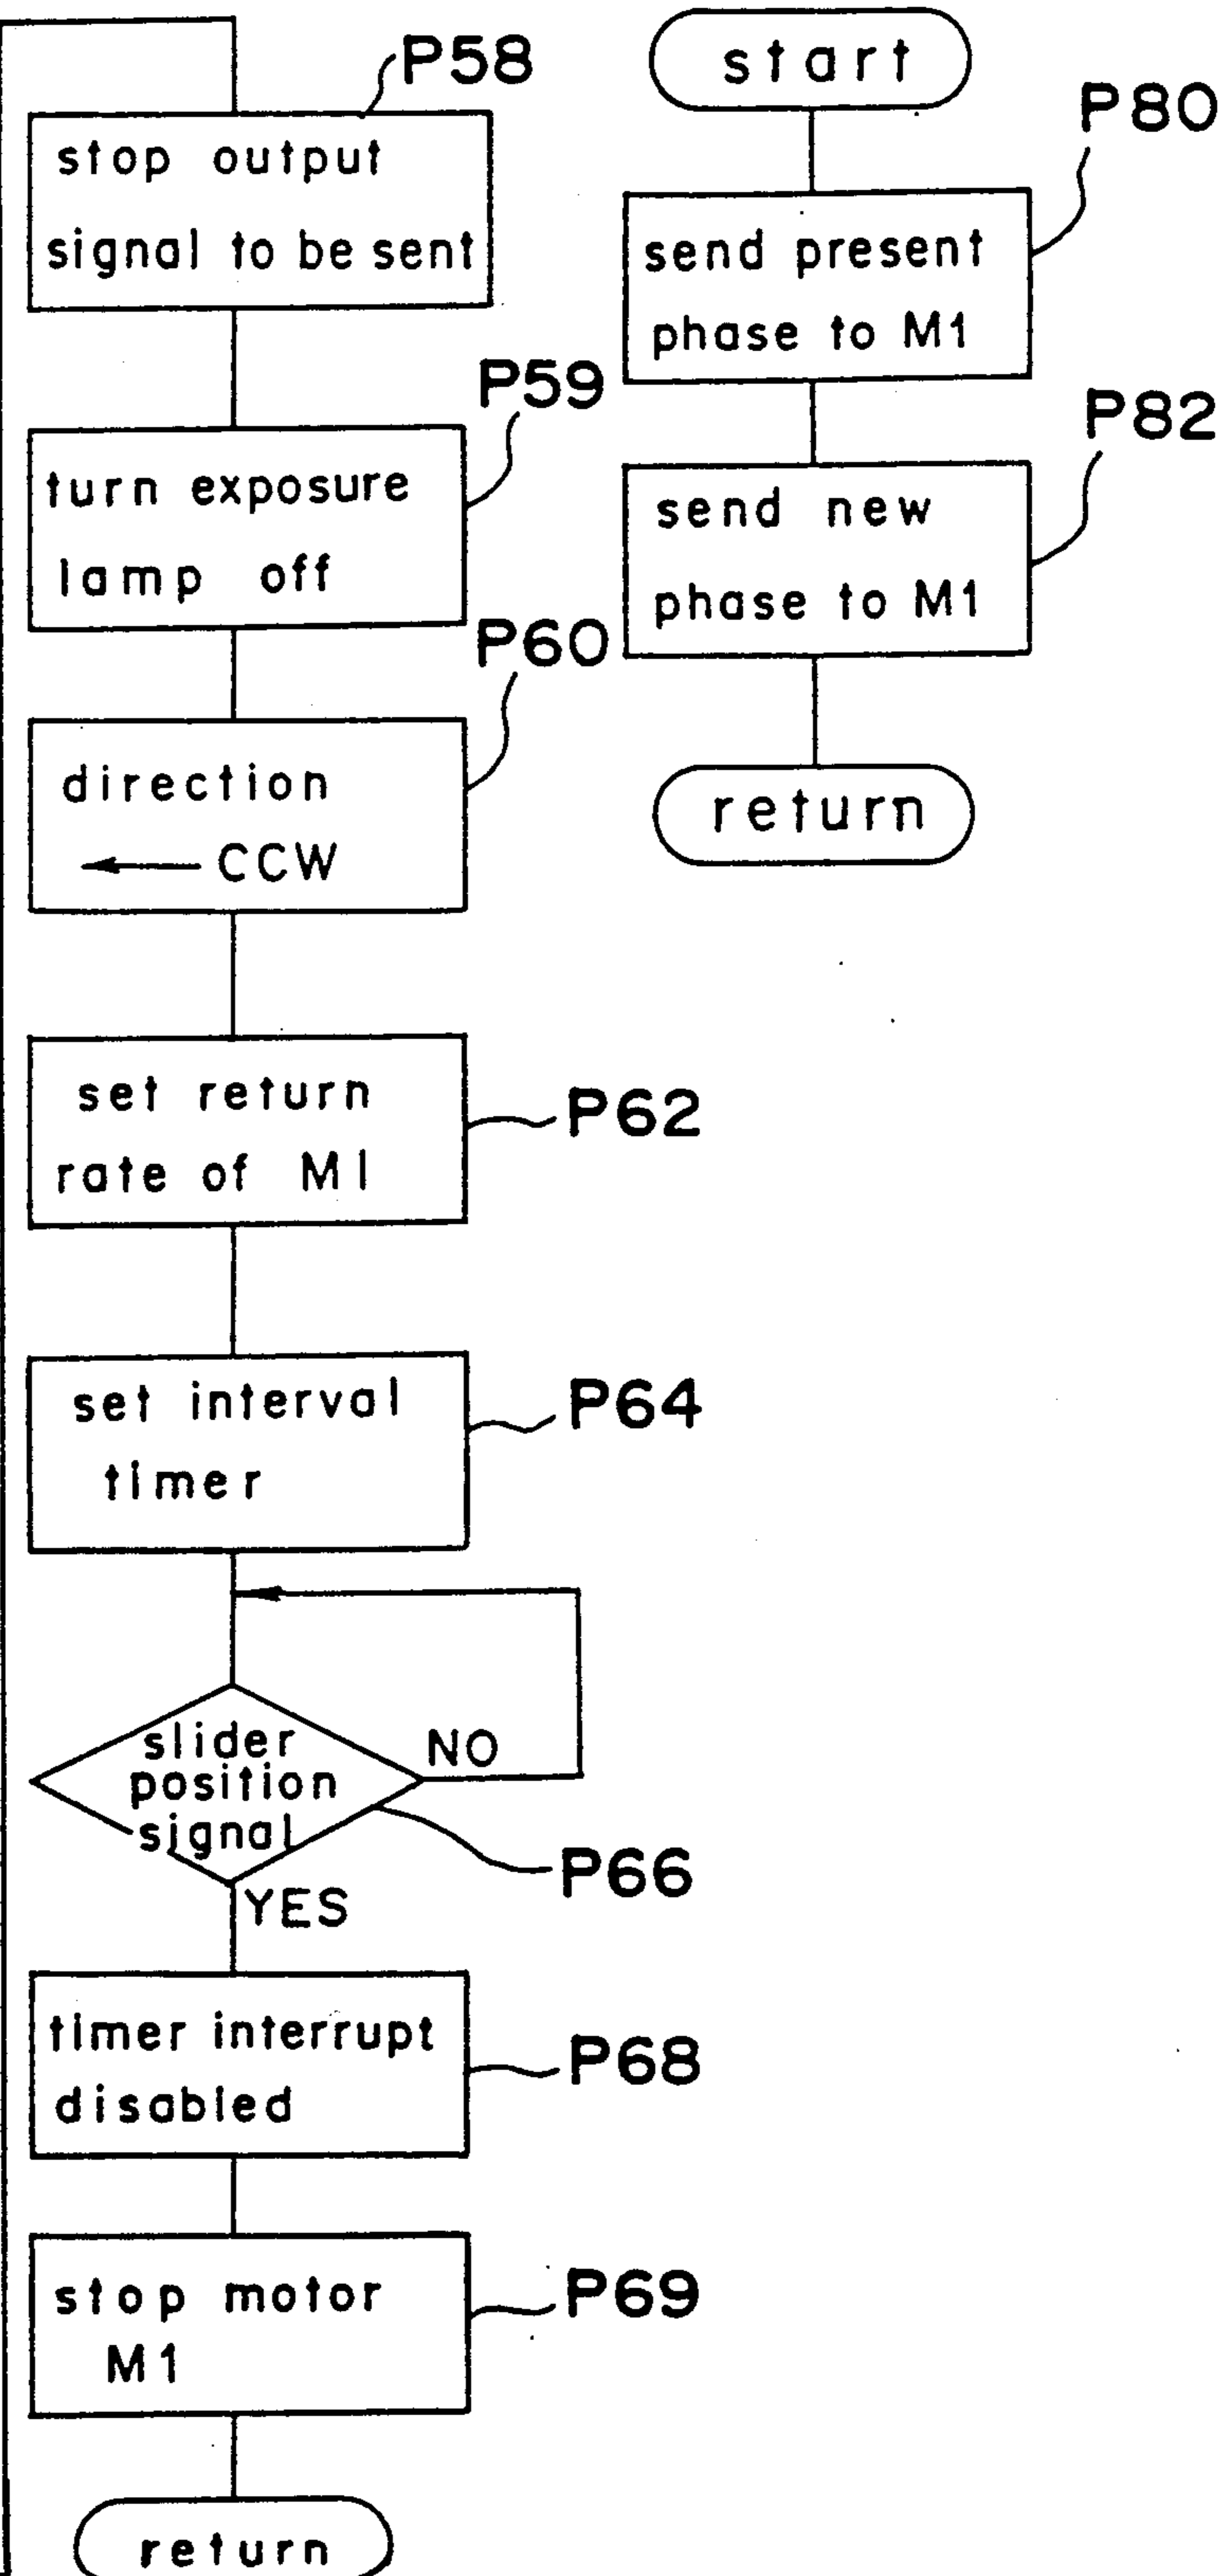 P58
stop output
signal to be sent
P59
turn exposure
lamp off
P60
direction
← CCW
P62
set return
rate of M1
P64
set interval
timer
slider
position
signal
NO
P66
YES
P68
timer interrupt
disabled
P69
stop motor
M1
return
start
P80
send present
phase to M1
P82
send new
phase to M1
return